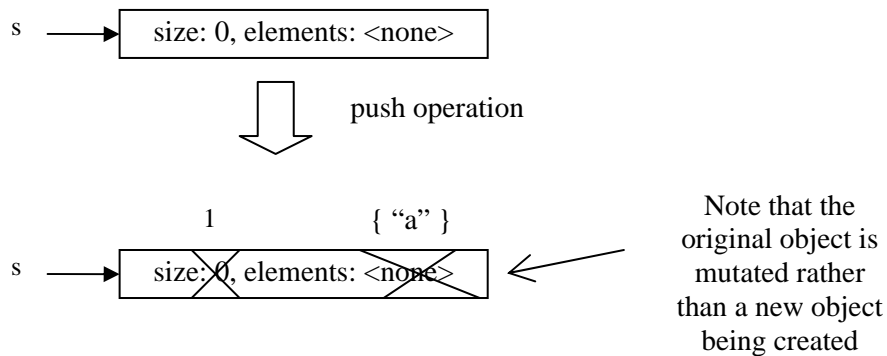 s
size: 0, elements: <none>
push operation
1
{ “a” }
s
size: 0, elements: <none>
Note that the
original object is
mutated rather
than a new object
being created